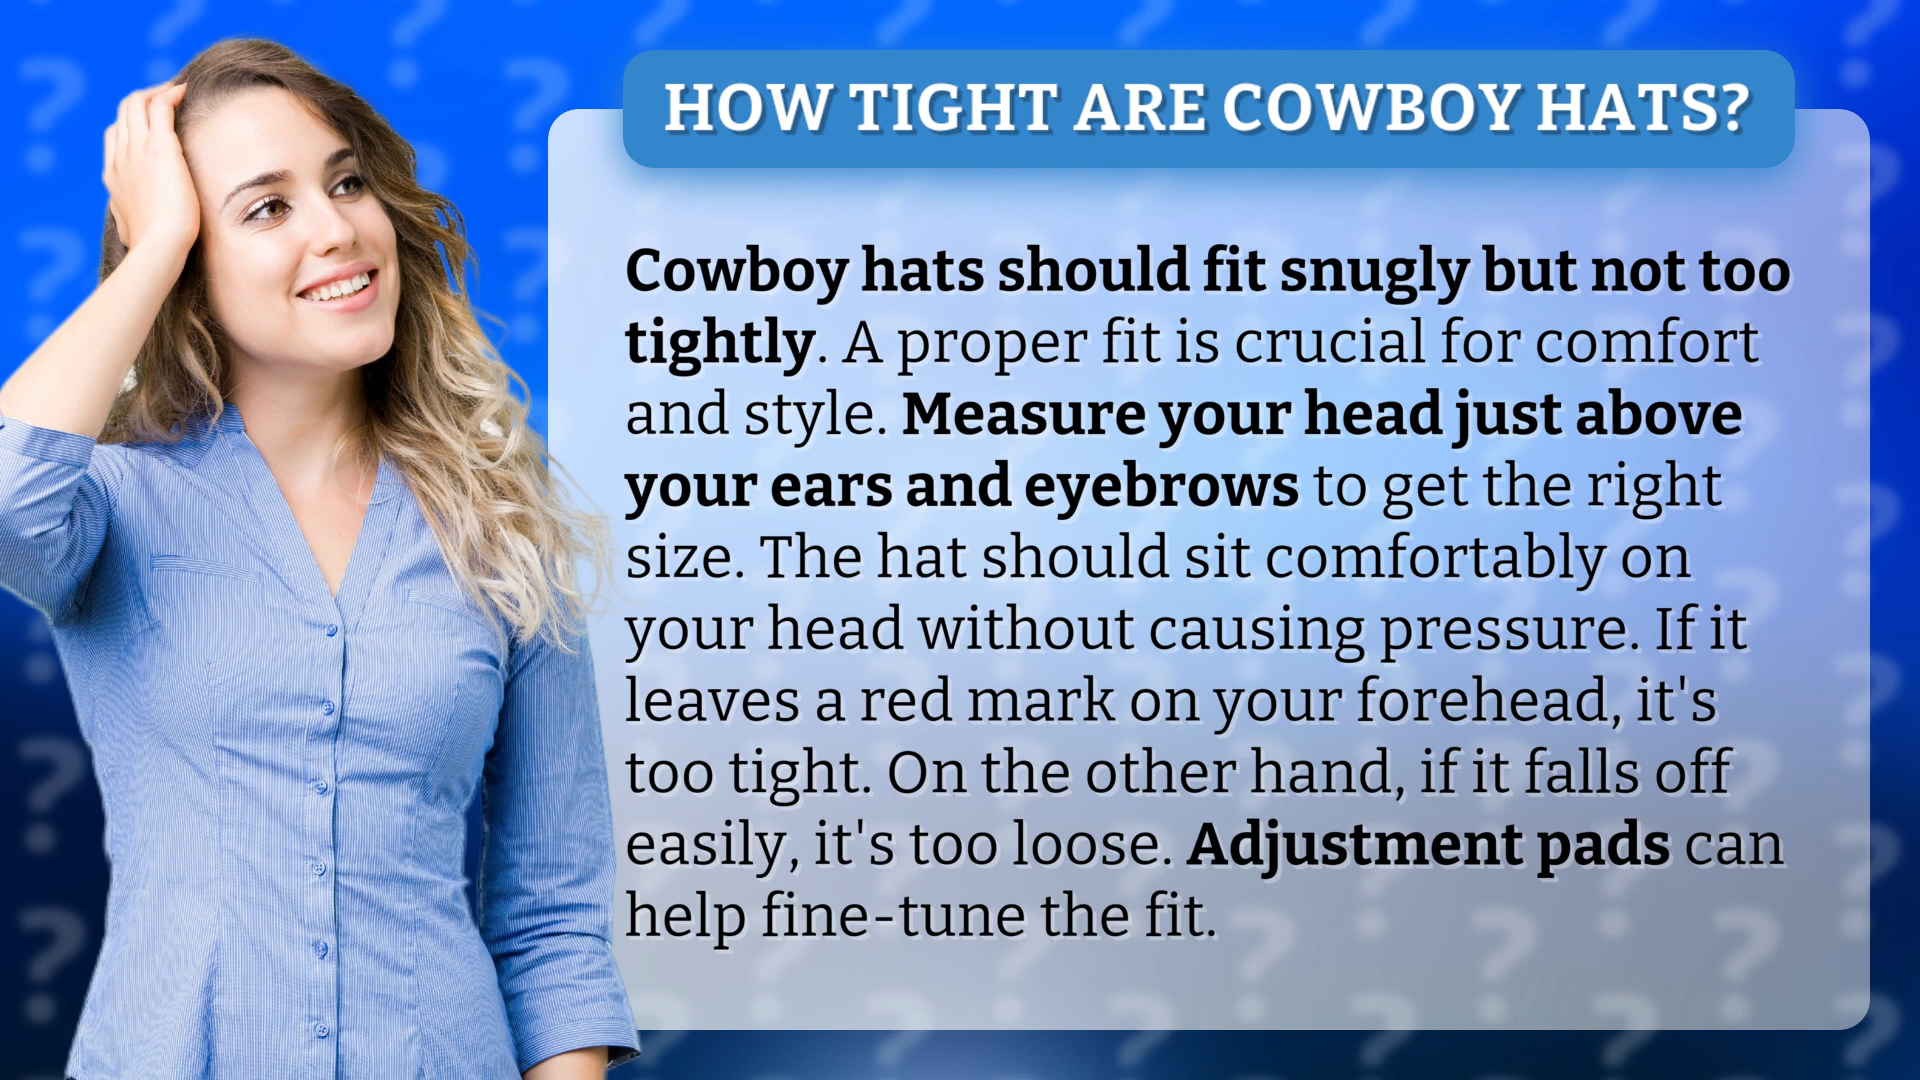 HOW TIGHT ARE COWBOY HATS?
Cowboy hats should fit snugly but not too
tightly. A proper fit is crucial for comfort
and style. Measure your head just above
your ears and eyebrows to get the right
size. The hat should sit comfortably on
your head without causing pressure. If it
leaves a red mark on your forehead, it's
too tight. On the other hand, if it falls off
easily, it's too loose. Adjustment pads can
help fine-tune the fit.